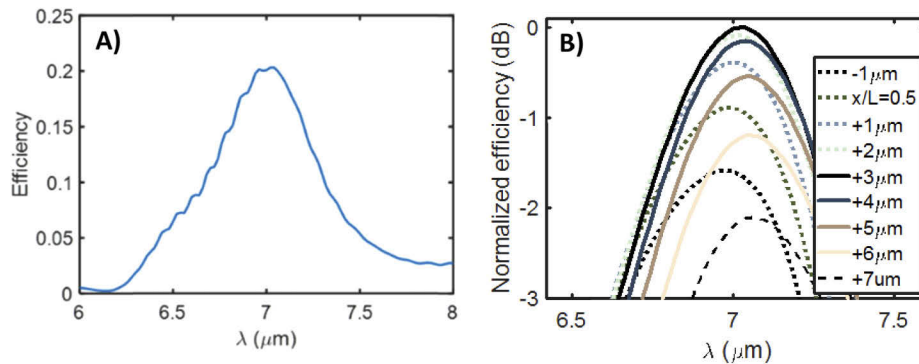 A)
Efficiency
0.25
0.2
0.15
0.1
0.05
0
6
6.5
7
7.5
8
λ (μm)
B)
Normalized efficiency (dB)
0
-1
-2
-3
6.5
7
7.5
λ (μm)
-1μm
x/L=0.5
+1μm
+2μm
+3μm
+4μm
+5μm
+6μm
+7um